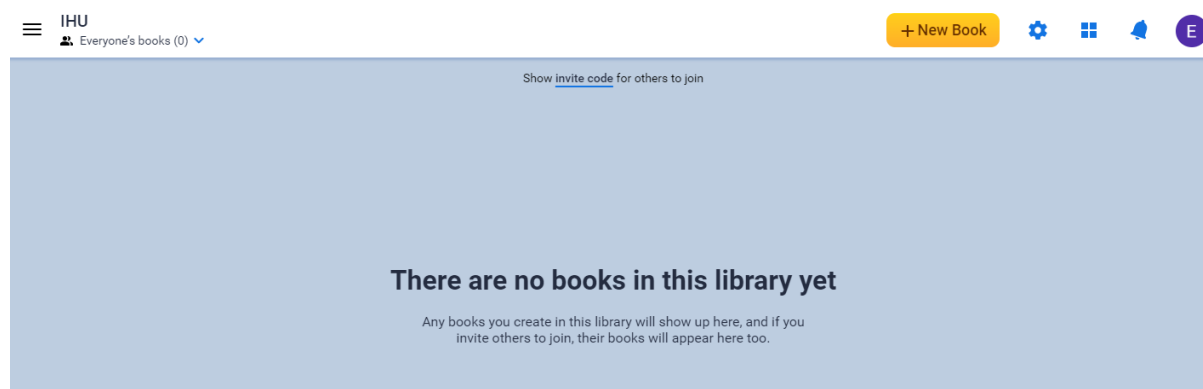 IHU
Everyone's books (0)
+ New Book
E
Show invite code for others to join
There are no books in this library yet
Any books you create in this library will show up here, and if you
invite others to join, their books will appear here too.